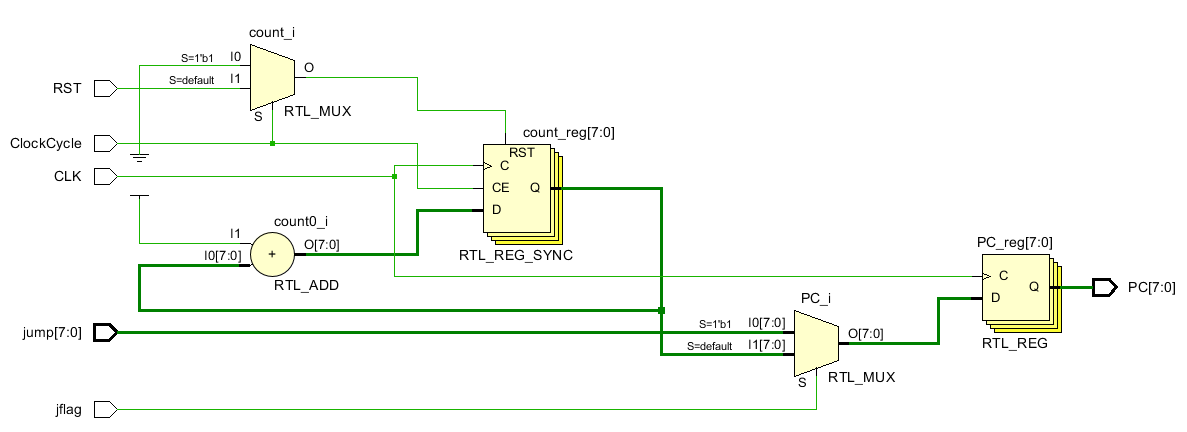 count_i
S=1'b1 I0
O
S=default I1
RST
S
RTL_MUX
ClockCycle
count_reg[7:0]
RST
C
CLK
CE Q
D
count0_i
I1
O[7:0]
I0[7:0]
+
RTL_REG_SYNC
RTL_ADD
PC_reg[7:0]
C
Q
PC[7:0]
D
PC_i
S=1'b1 I0[7:0]
jump[7:0]
O[7:0]
S=default I1[7:0]
RTL_REG
S
RTL_MUX
jflag